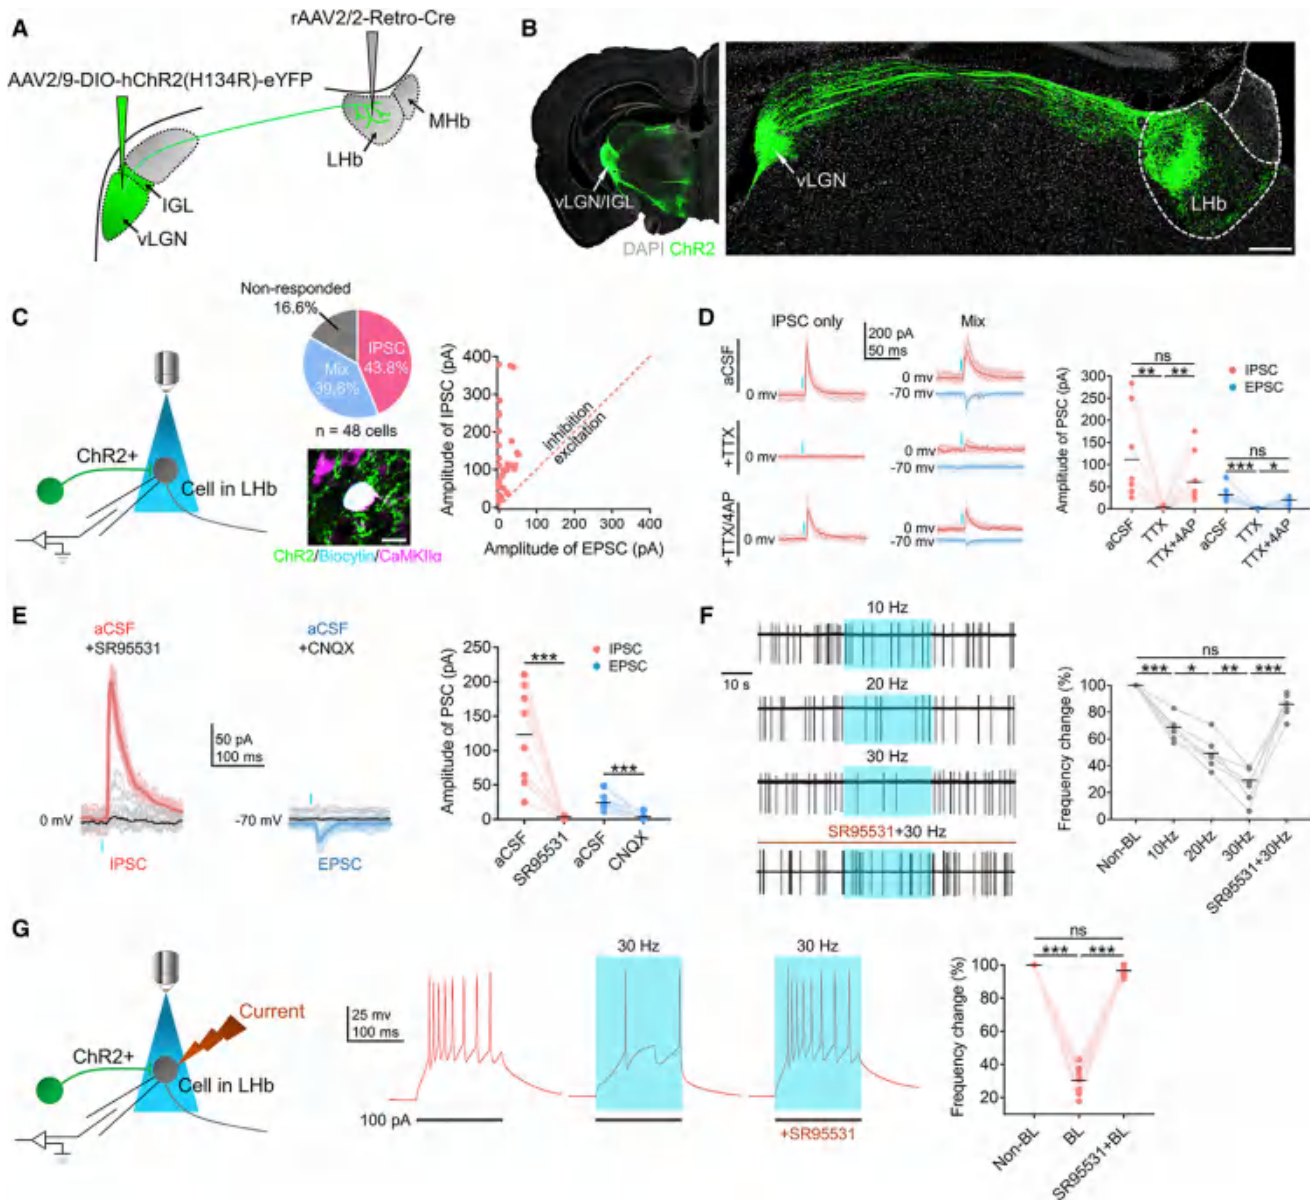 A
rAAV2/2-Retro-Cre
AAV2/9-DIO-hChR2(H134R)-eYFP
MHb
LHb
IGL
vLGN
B
vLGN/IGL
DAPI ChR2
vLGN
LHb
C
Non-responded
16.6%
IPSC
43.8%
Mix
39.6%
n = 48 cells
ChR2+
Cell in LHb
ChR2/Biocytin/CaMKIIα
Amplitude of IPSC (pA)
400
300
200
100
0
inhibition
excitation
0 100 200 300 400
Amplitude of EPSC (pA)
D
IPSC only
200 pA
50 ms
Mix
aCSF
0 mv
0 mv
-70 mv
+TTX
0 mv
0 mv
-70 mv
+TTX/4AP
0 mv
0 mv
-70 mv
Amplitude of PSC (pA)
300
250
200
150
100
50
0
ns
** **
IPSC
EPSC
ns
*** *
aCSF
TTX
TTX+4AP
aCSF
TTX
TTX+4AP
E
aCSF
+SR95531
aCSF
+CNQX
50 pA
100 ms
0 mV
-70 mV
IPSC
EPSC
Amplitude of PSC (pA)
250
200
150
100
50
0
***
IPSC
EPSC
***
aCSF
SR95531
aCSF
CNQX
F
10 Hz
10 s
20 Hz
30 Hz
SR95531+30 Hz
Frequency change (%)
100
80
60
40
20
0
ns
*** * ** ***
Non-BL
10Hz
20Hz
30Hz
SR95531+30Hz
G
Current
ChR2+
Cell in LHb
25 mv
100 ms
30 Hz
30 Hz
100 pA
+SR95531
Frequency change (%)
100
80
60
40
20
ns
*** ***
Non-BL
BL
SR95531+BL